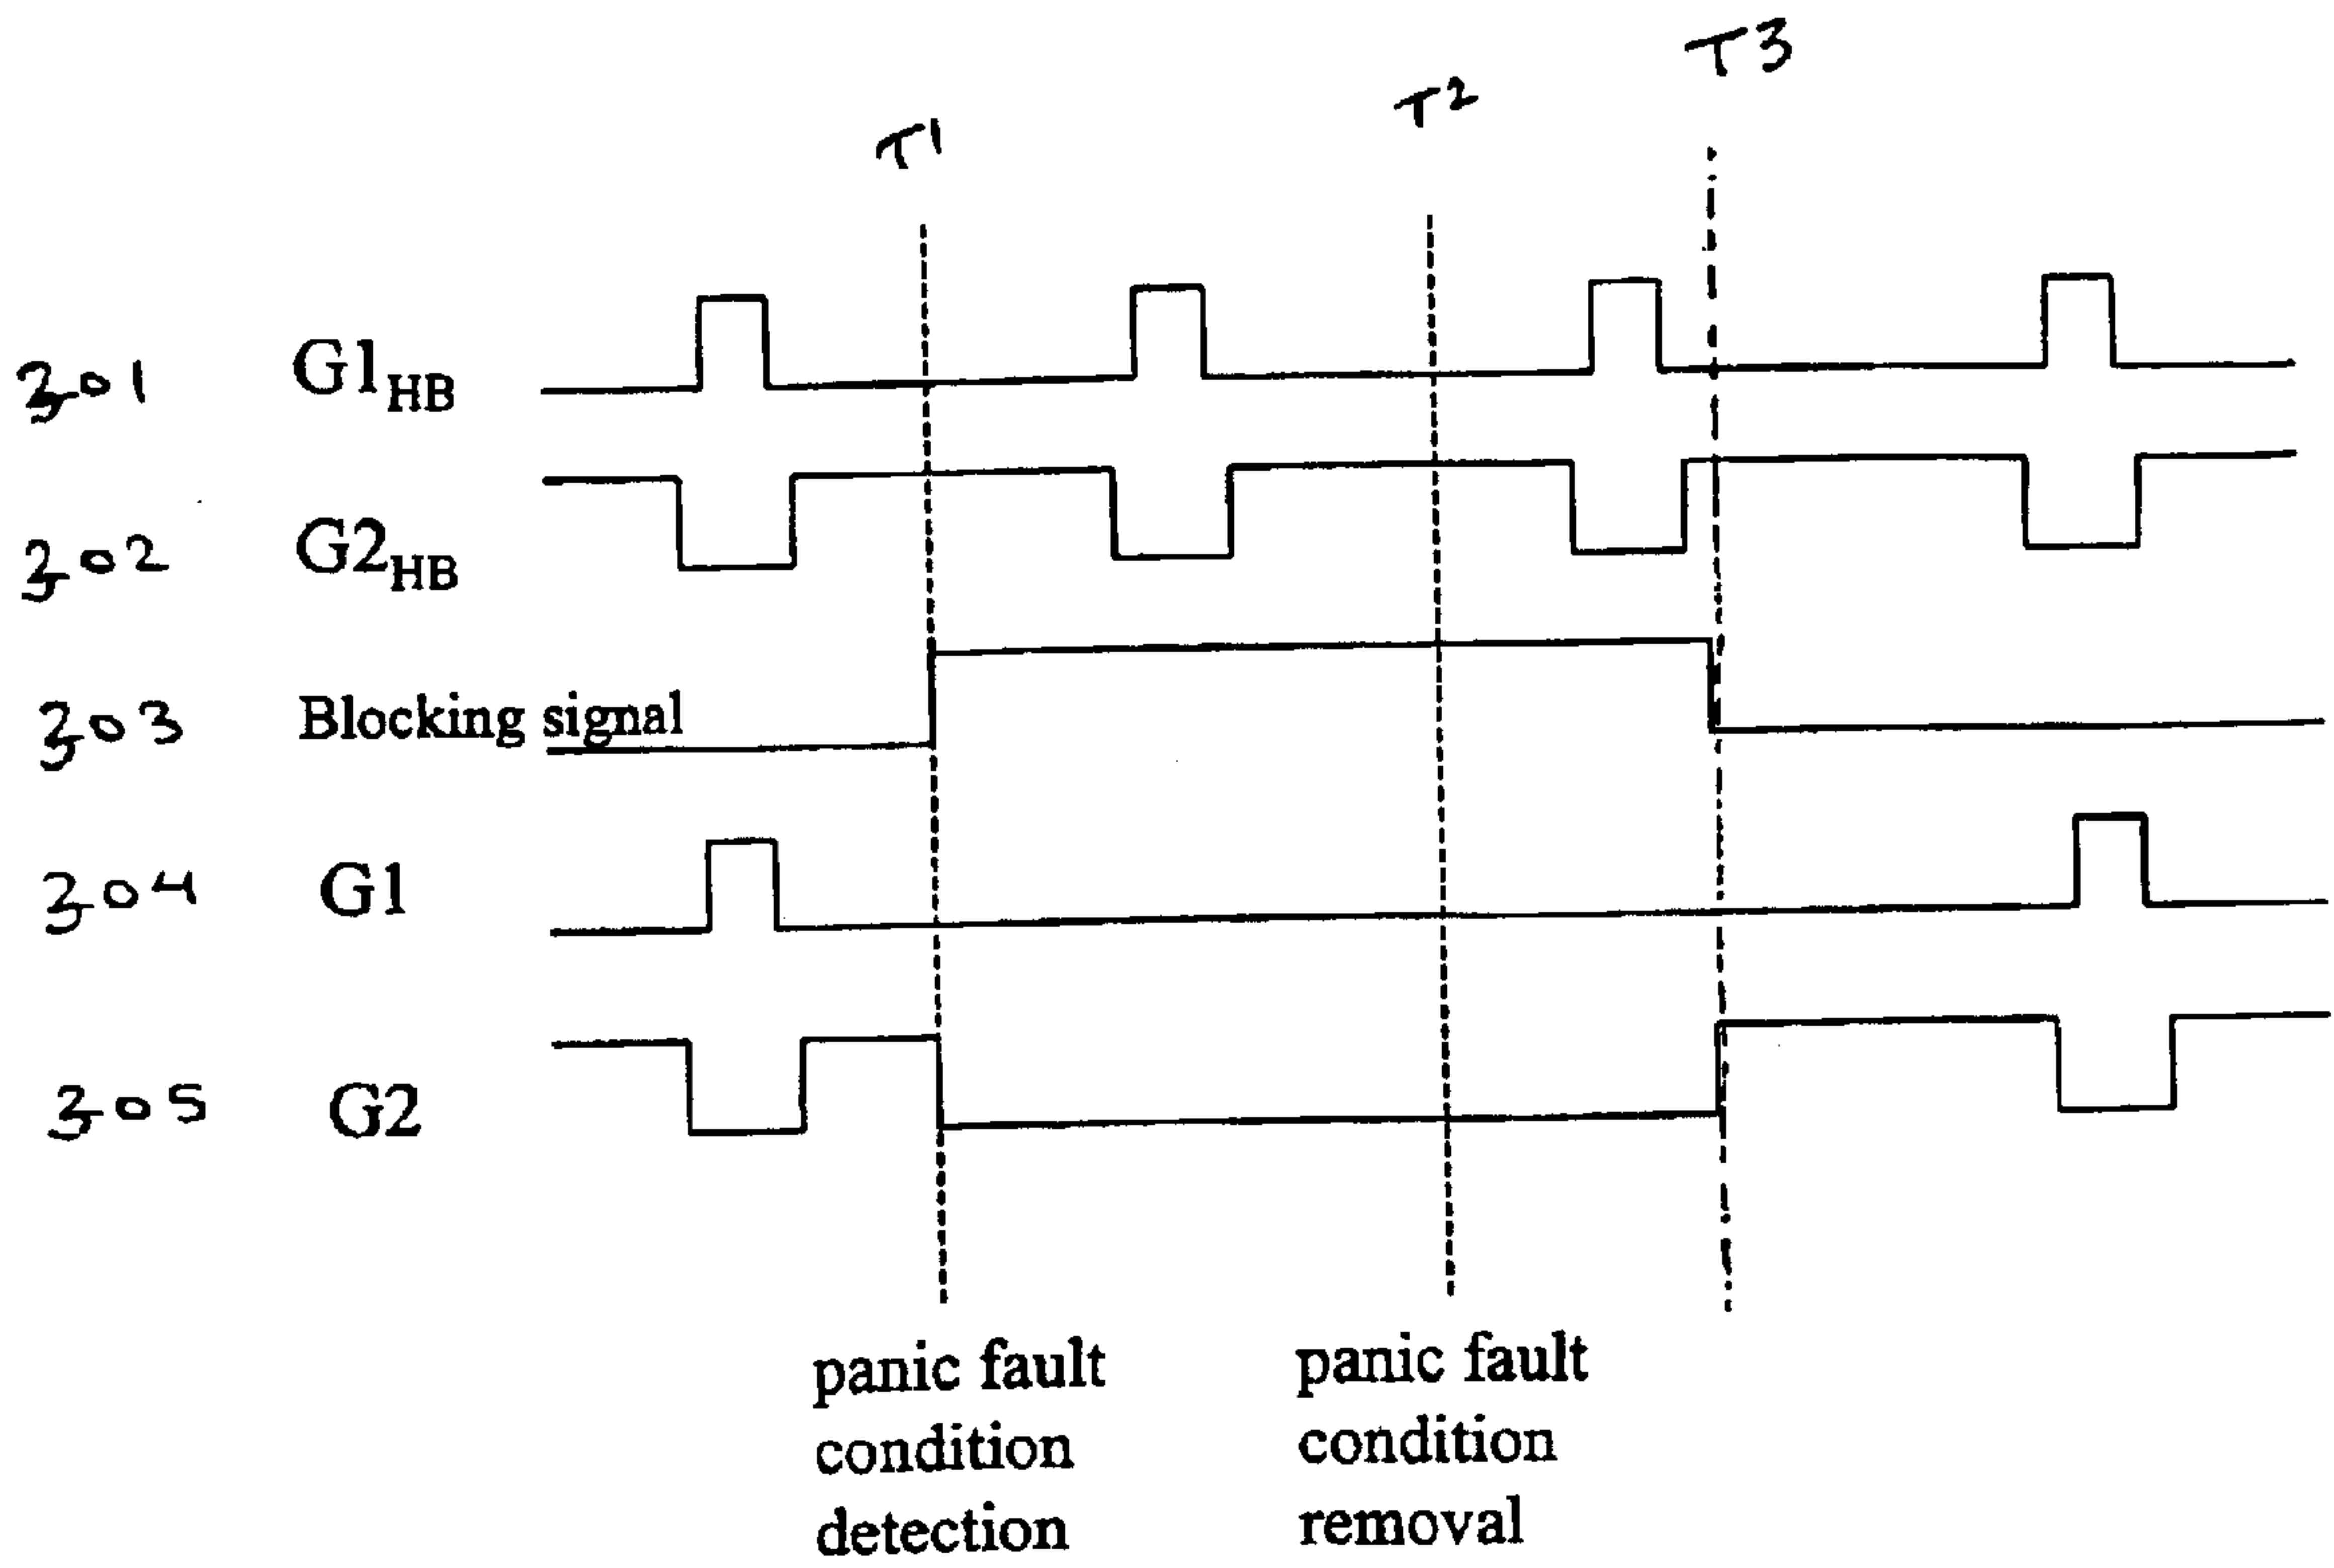 T1
T2
T3
301 G1HB
302 G2HB
303 Blocking signal
304 G1
305 G2
panic fault
condition
detection
panic fault
condition
removal